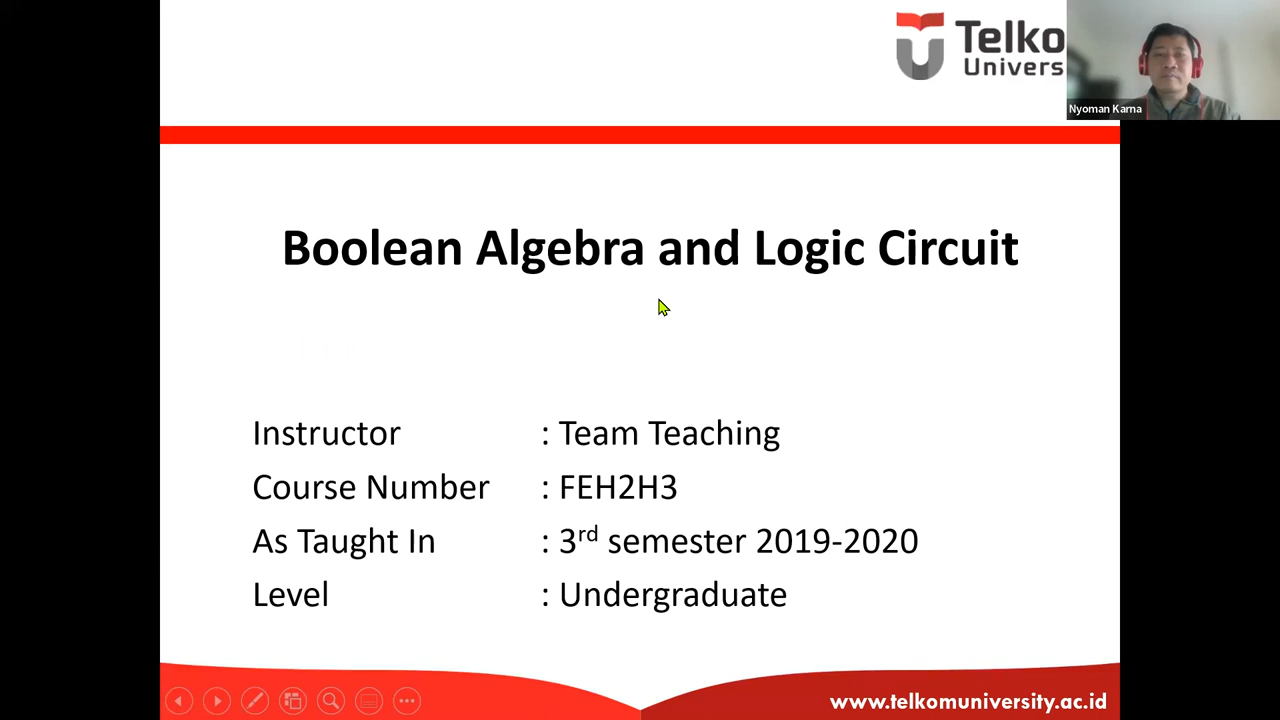 Telko
Univers
Nyoman Karna
Boolean Algebra and Logic Circuit
Instructor : Team Teaching
Course Number : FEH2H3
As Taught In : 3rd semester 2019-2020
Level : Undergraduate
www.telkomuniversity.ac.id